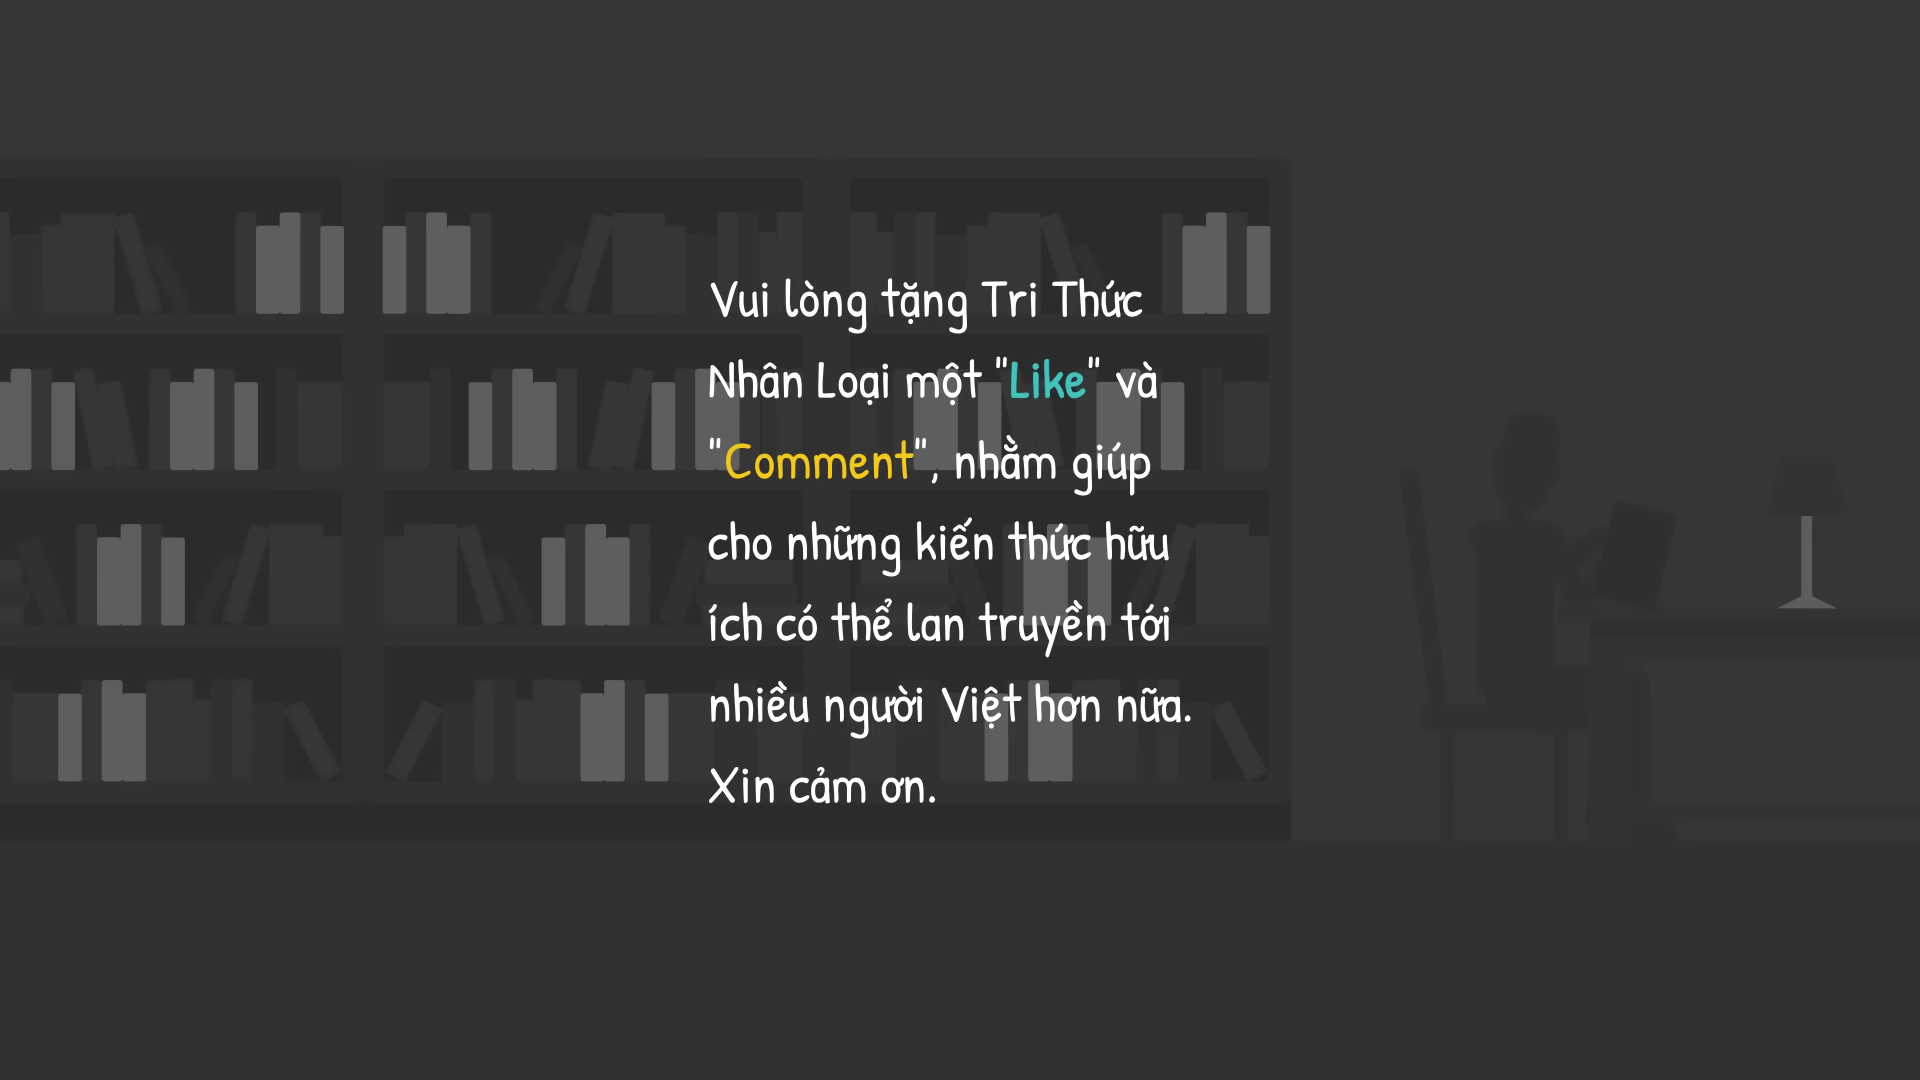 Vui lòng tặng Tri Thức
Nhân Loại một "Like" và
"Comment", nhằm giúp
cho những kiến thức hữu
ích có thể lan truyền tới
nhiều người Việt hơn nữa.
Xin cảm ơn.